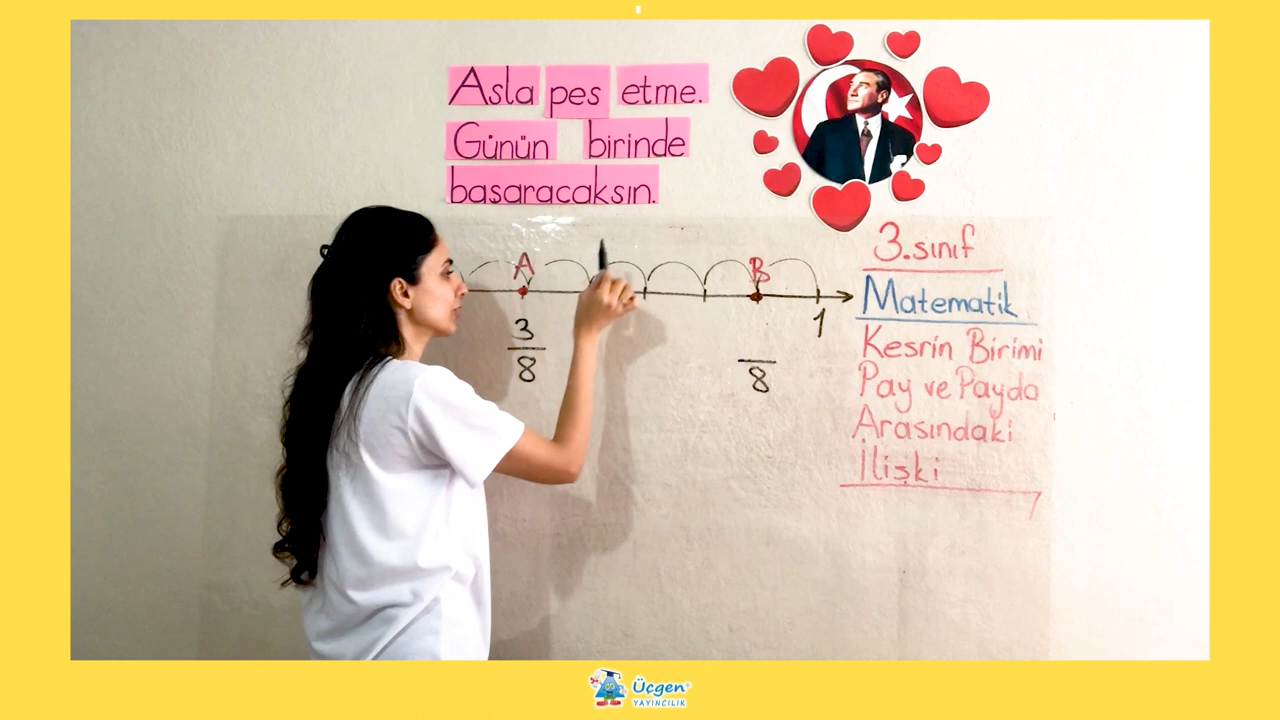 Asla pes etme.
Günün birinde
başaracaksın.
A
B
3
8
8
1
3.sınıf
Matematik
Kesrin Birimi
Pay ve Payda
Arasındaki
İlişki
Üçgen
YAYINCILIK